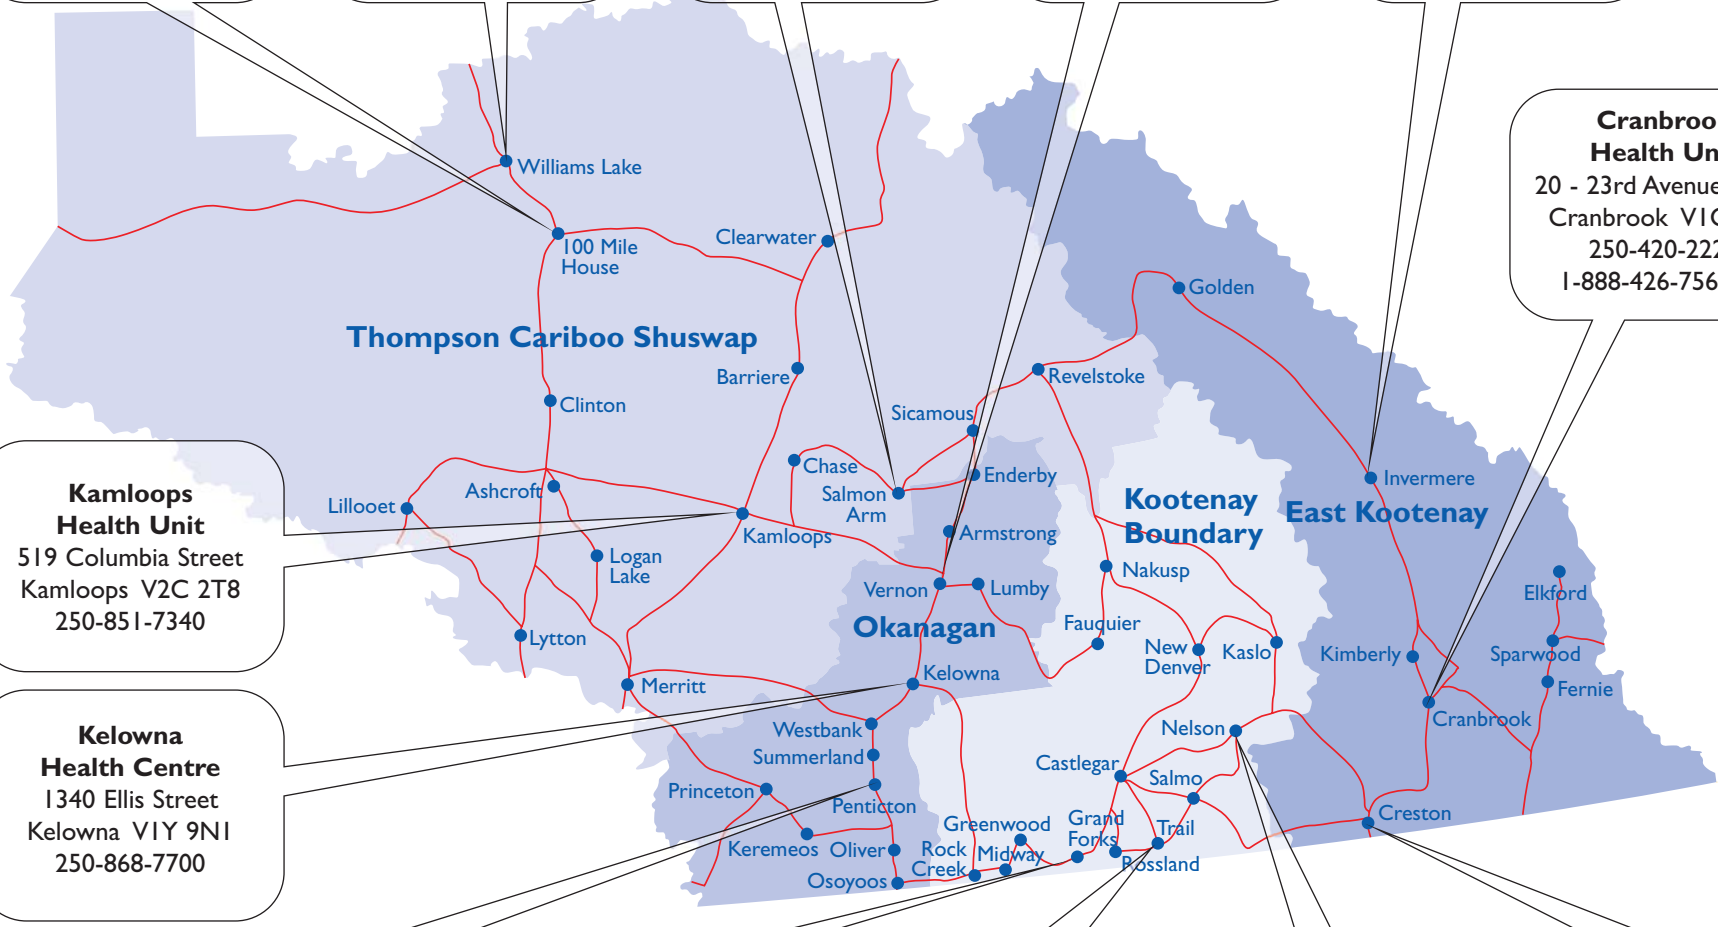 Cranbroo
Health Un
20 - 23rd Avenue
Cranbrook V1C
250-420-222
1-888-426-756
Williams Lake
100 Mile
House
Clearwater
Golden
Thompson Cariboo Shuswap
Barriere
Revelstoke
Clinton
Sicamous
Chase
Enderby
Invermere
Salmon
Arm
Ashcroft
Lillooet
Kootenay
Boundary
East Kootenay
Kamloops
Armstrong
Kamloops
Health Unit
519 Columbia Street
Kamloops V2C 2T8
250-851-7340
Logan
Lake
Nakusp
Vernon
Lumby
Elkford
Okanagan
Fauquier
Lytton
New
Denver
Kaslo
Kimberly
Sparwood
Kelowna
Merritt
Fernie
Cranbrook
Westbank
Nelson
Kelowna
Health Centre
1340 Ellis Street
Kelowna V1Y 9N1
250-868-7700
Summerland
Castlegar
Salmo
Princeton
Penticton
Creston
Greenwood
Grand
Forks
Trail
Keremeos
Oliver
Rock
Creek
Midway
Rossland
Osoyoos